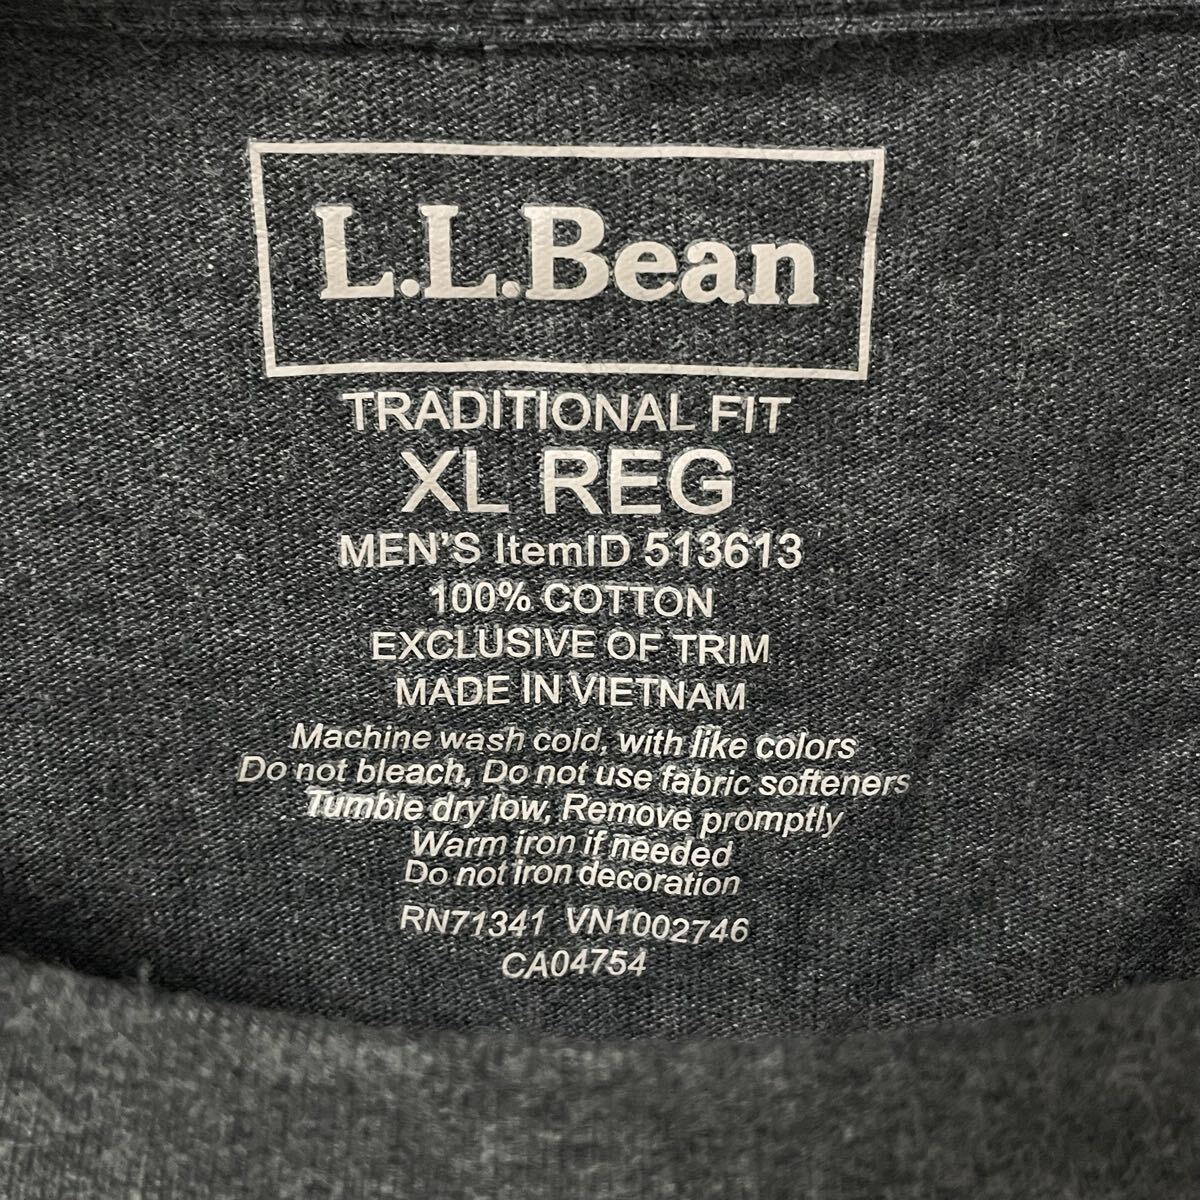 L.L.Bean
TRADITIONAL FIT
XL REG
MEN'S ItemID 513613
100% COTTON
EXCLUSIVE OF TRIM
MADE IN VIETNAM
Machine wash cold, with like colors
Do not bleach, Do not use fabric softeners
Tumble dry low, Remove promptly
Warm iron if needed
Do not iron decoration
RN71341 VN1002746
CA04754